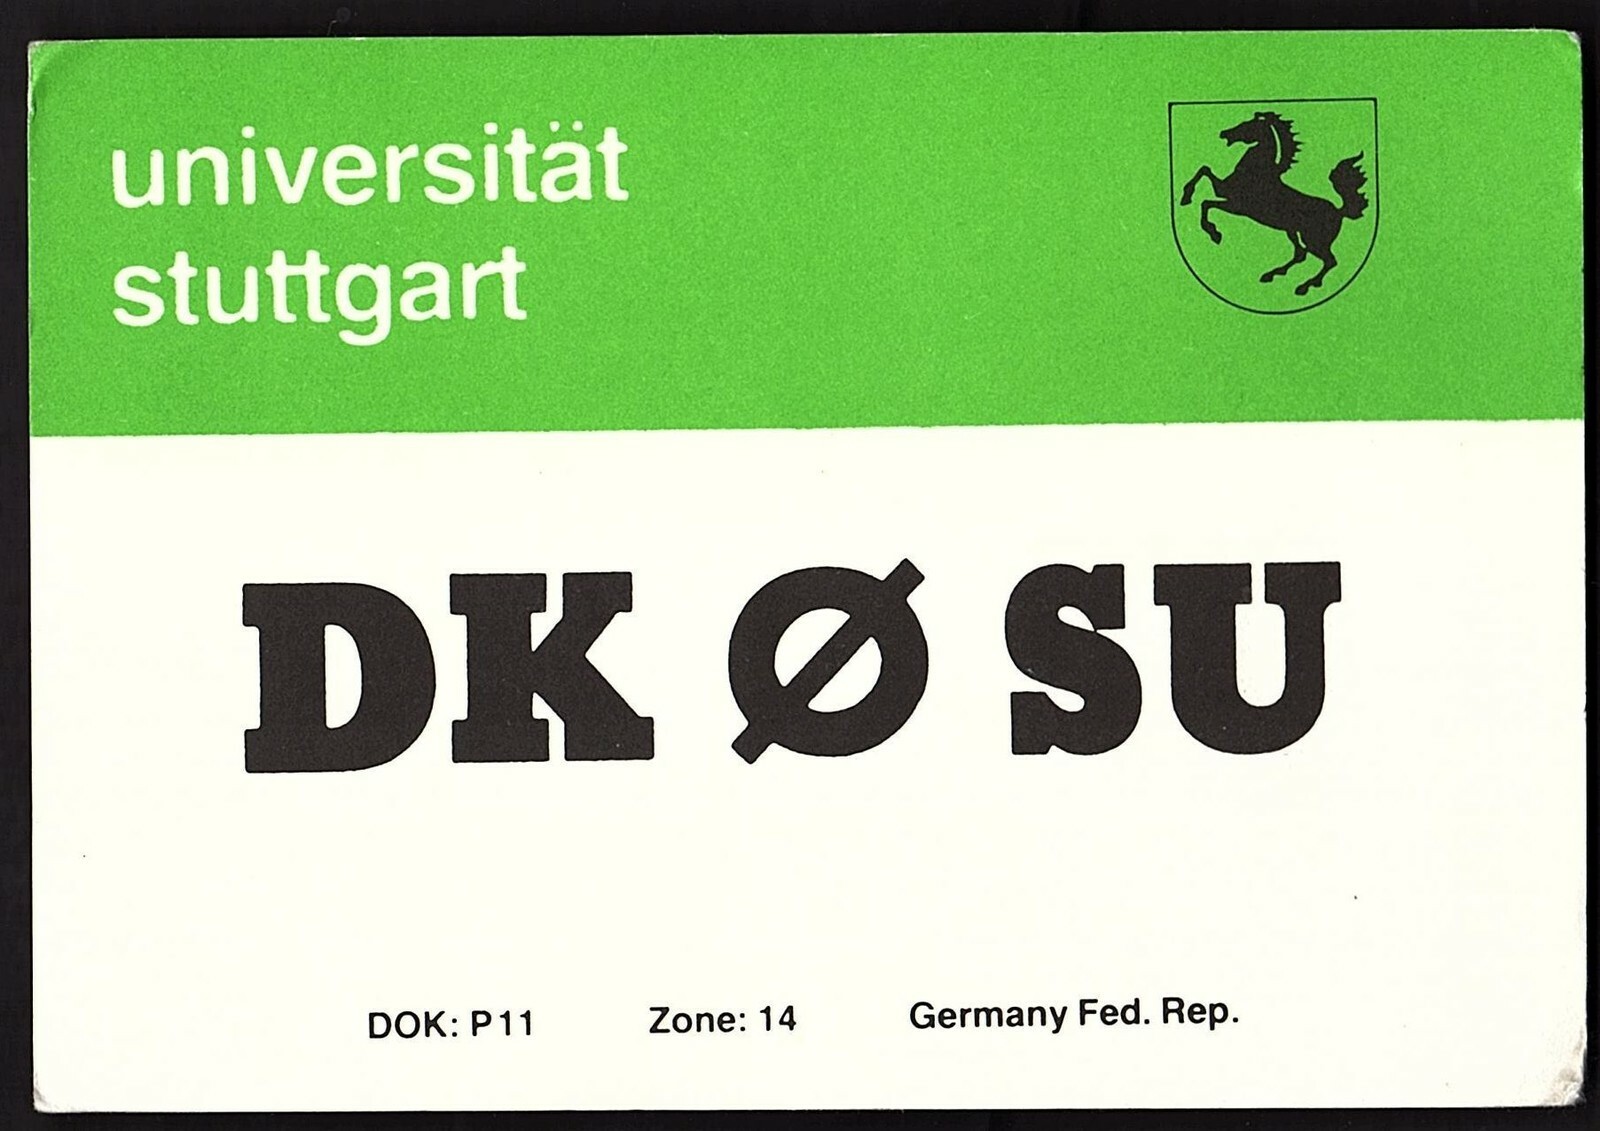 universität
stuttgart
DK Ø SU
DOK: P11 Zone: 14 Germany Fed. Rep.